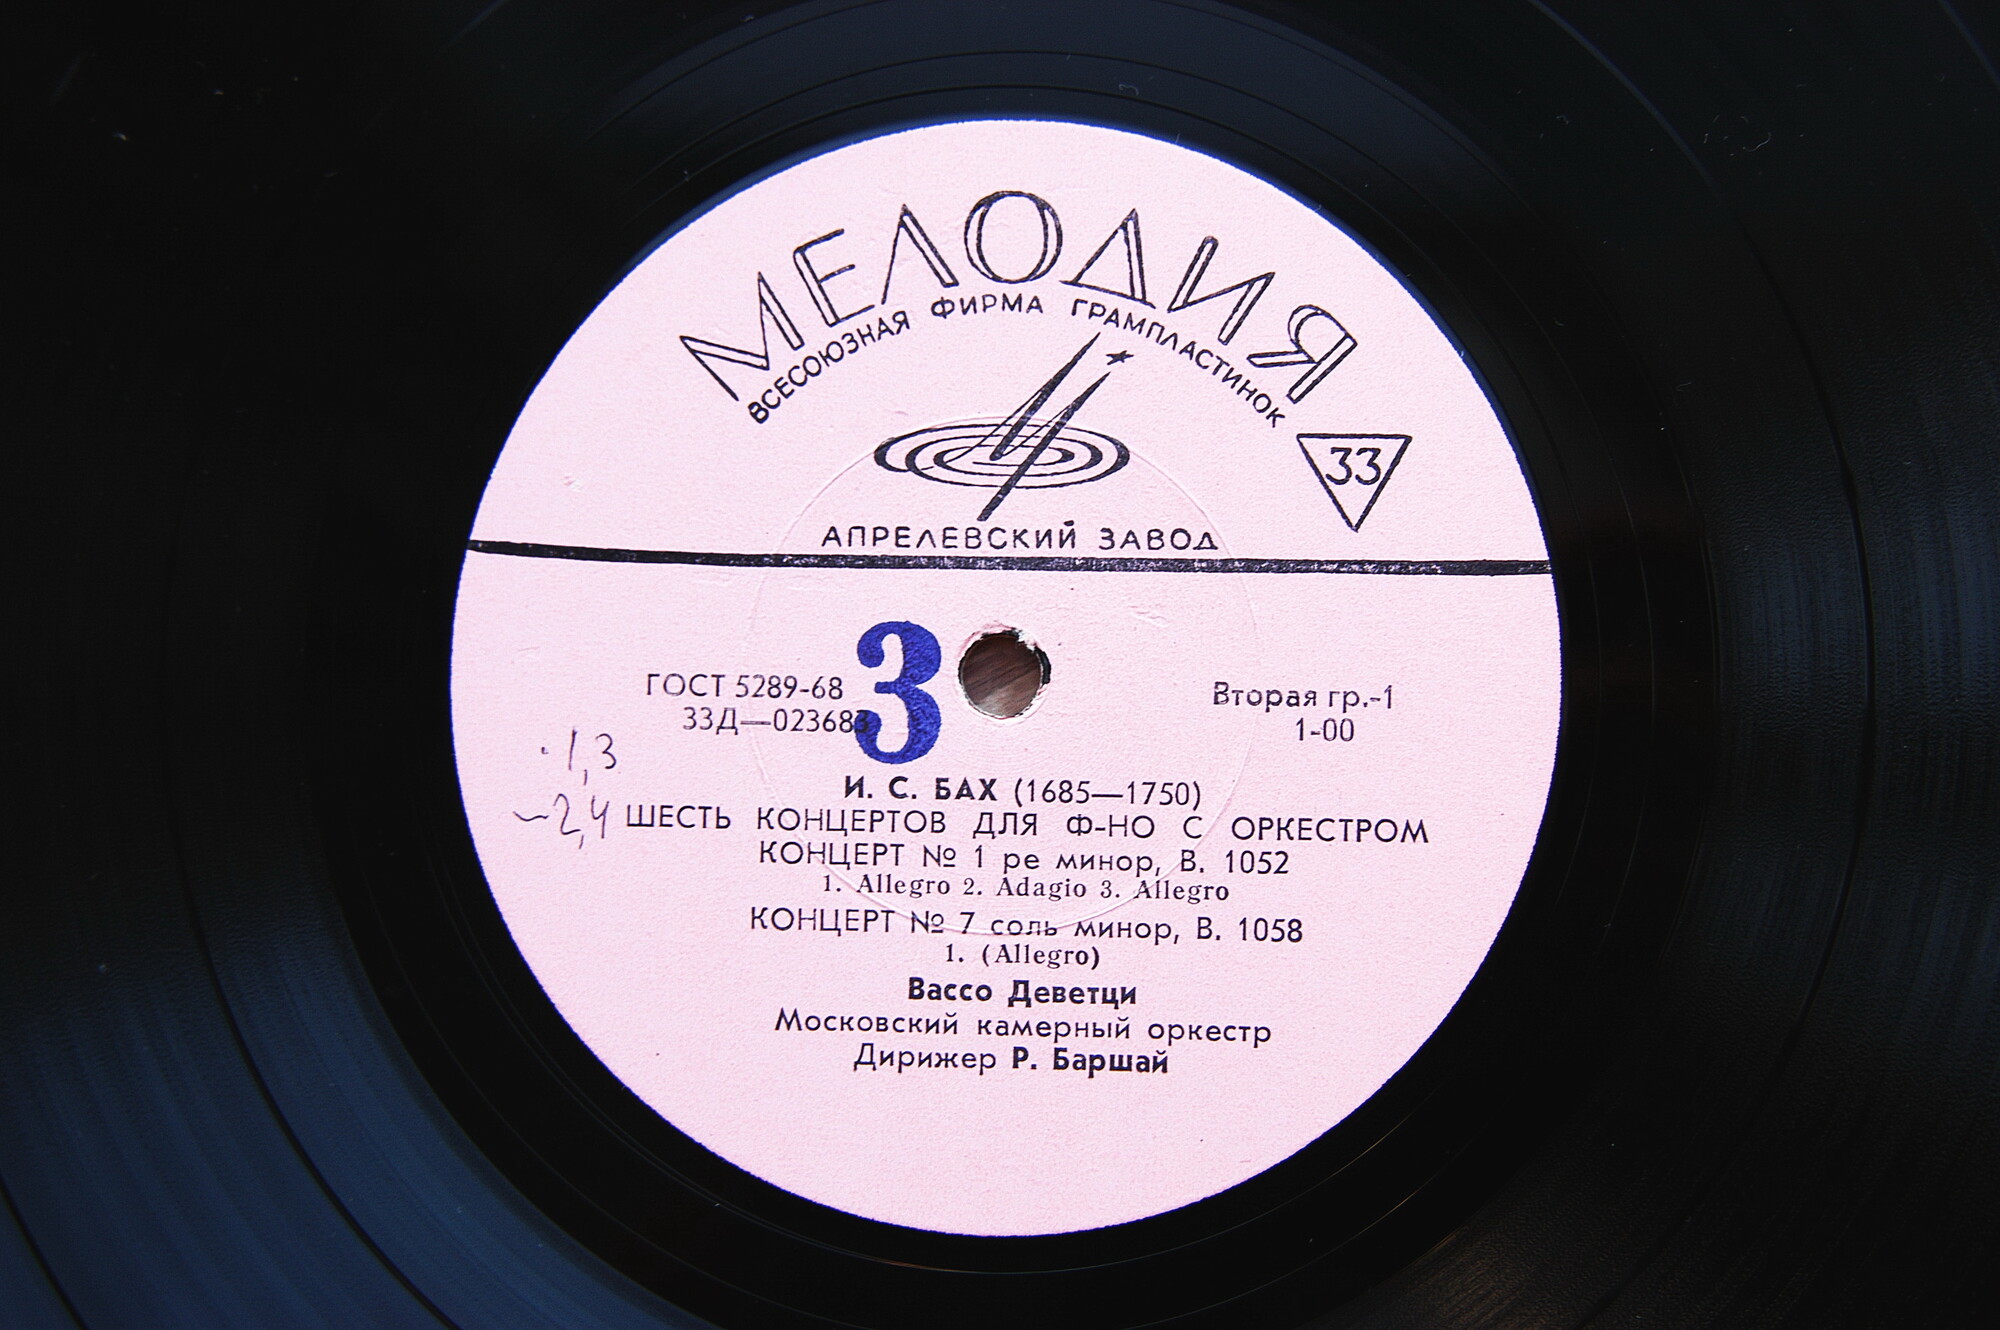 МЕЛОДИЯ
ВСЕСОЮЗНАЯ ФИРМА ГРАМПЛАСТИНОК
33
АПРЕЛЕВСКИЙ ЗАВОД
3
ГОСТ 5289-68
33Д—023683
Вторая гр.-1
1-00
1,3
—2,4
И. С. БАХ (1685—1750)
ШЕСТЬ КОНЦЕРТОВ ДЛЯ Ф-НО С ОРКЕСТРОМ
КОНЦЕРТ № 1 ре минор, В. 1052
1. Allegro 2. Adagio 3. Allegro
КОНЦЕРТ № 7 соль минор, В. 1058
1. (Allegro)
Вассо Деветци
Московский камерный оркестр
Дирижер Р. Баршай